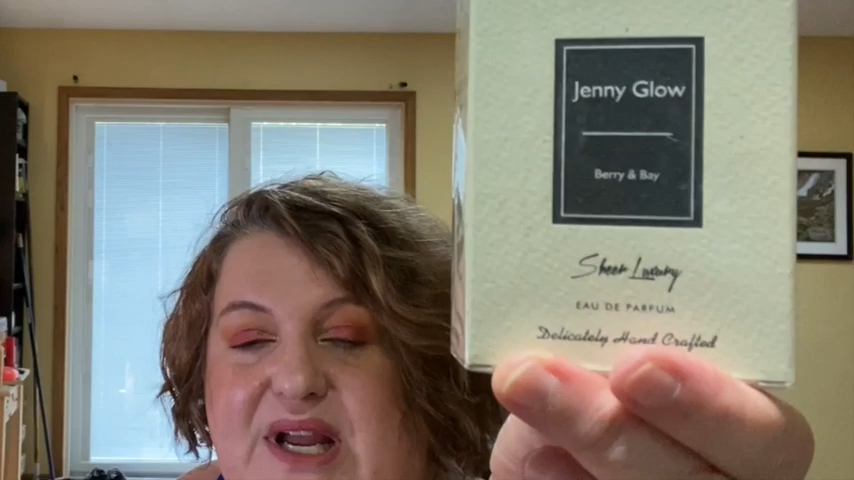 Jenny Glow
Berry & Bay
Sheer Luxury
EAU DE PARFUM
Delicately Hand Crafted